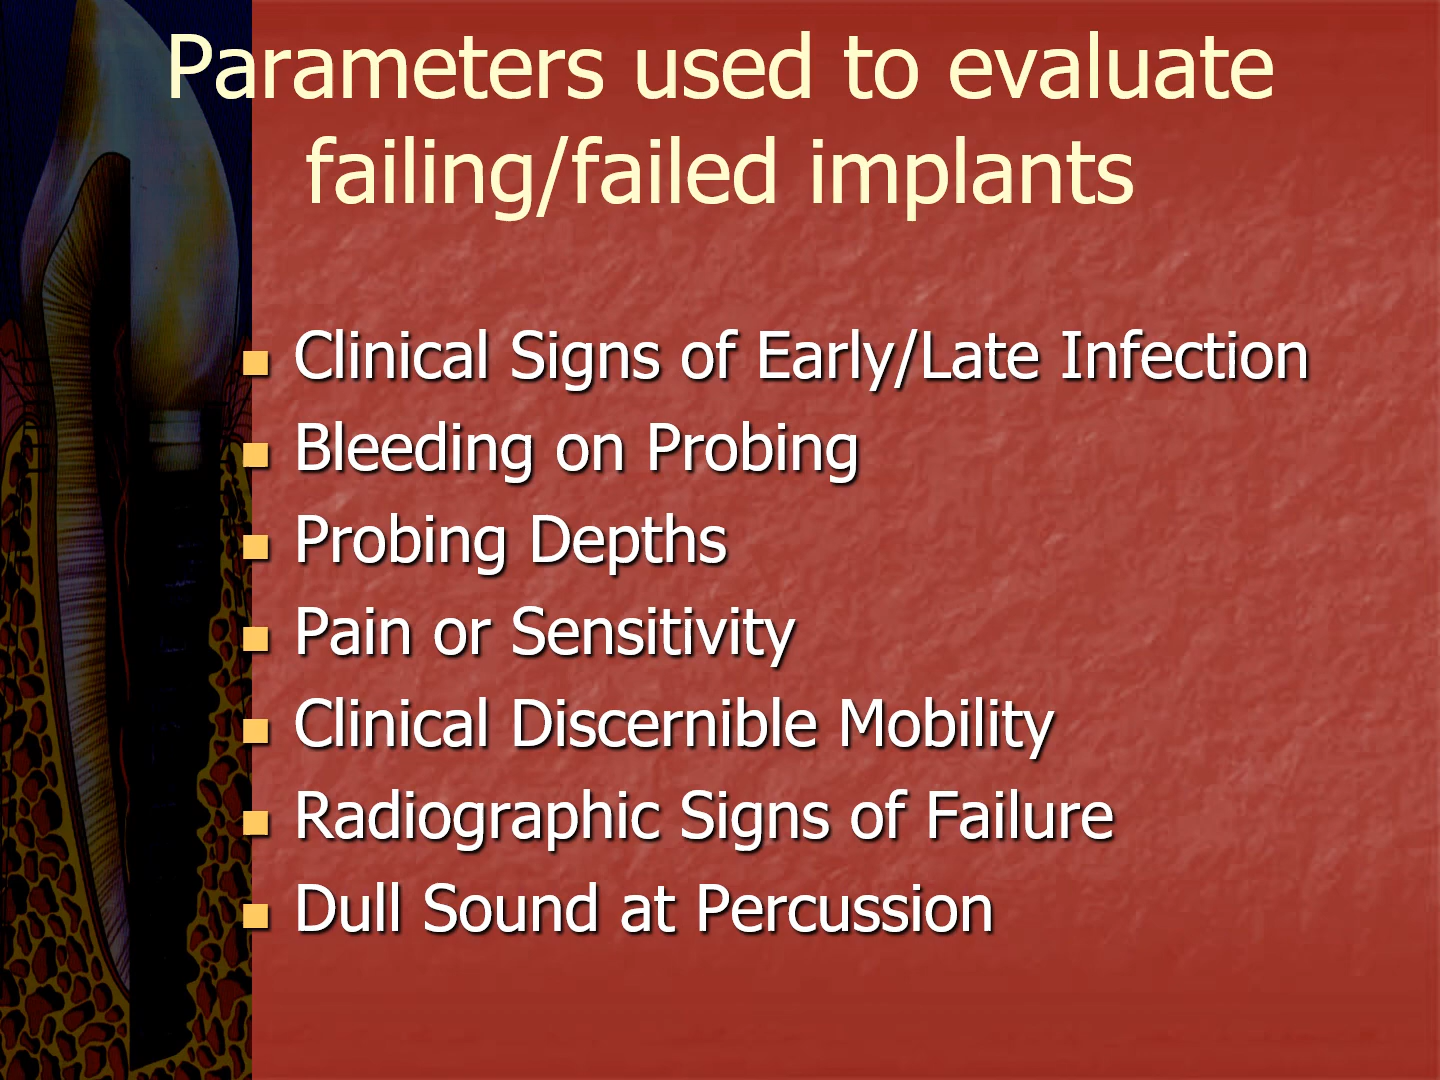 Parameters used to evaluate
failing/failed implants
Clinical Signs of Early/Late Infection
Bleeding on Probing
Probing Depths
Pain or Sensitivity
Clinical Discernible Mobility
Radiographic Signs of Failure
Dull Sound at Percussion